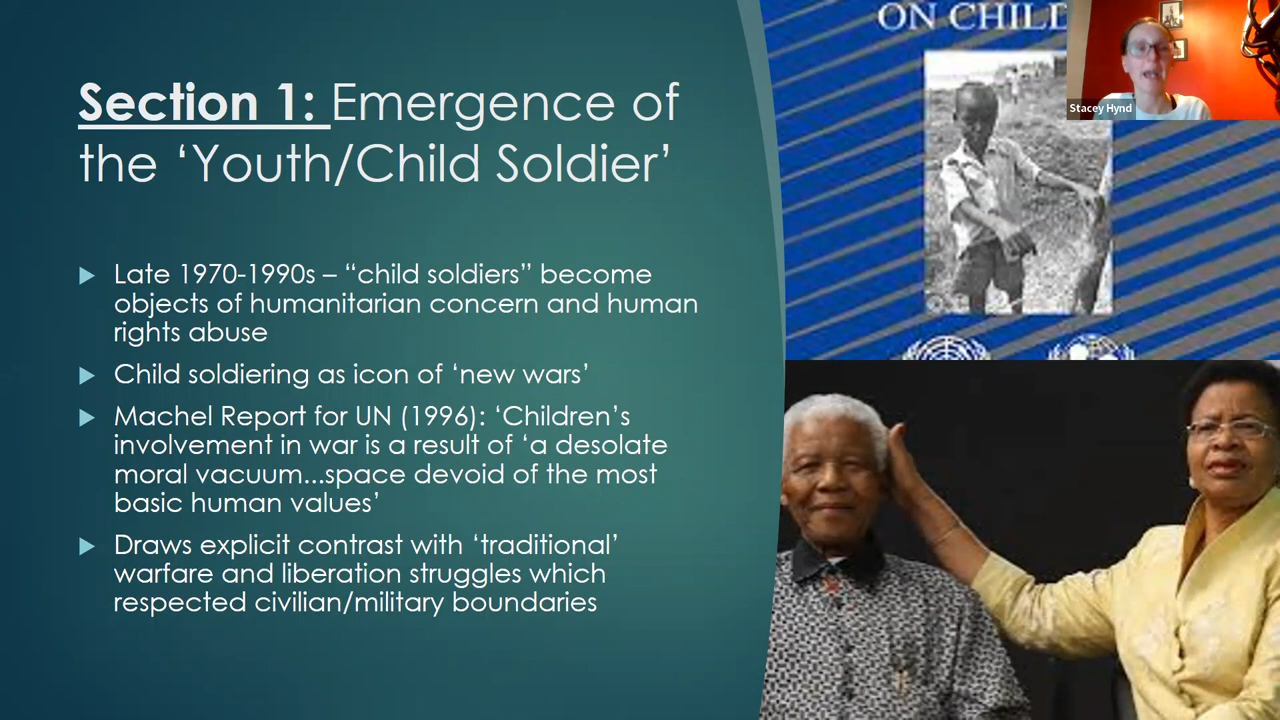 Section 1: Emergence of
the ‘Youth/Child Soldier’
Late 1970-1990s – “child soldiers” become
objects of humanitarian concern and human
rights abuse
Child soldiering as icon of ‘new wars’
Machel Report for UN (1996): ‘Children’s
involvement in war is a result of ‘a desolate
moral vacuum...space devoid of the most
basic human values’
Draws explicit contrast with ‘traditional’
warfare and liberation struggles which
respected civilian/military boundaries
ON CHILD
Stacey Hynd